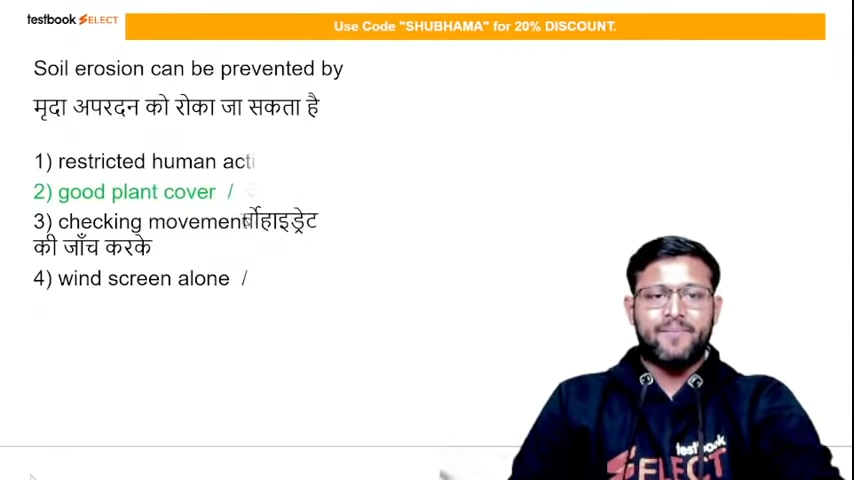 testbook SELECT
Use Code "SHUBHAMA" for 20% DISCOUNT.
Soil erosion can be prevented by
मृदा अपरदन को रोका जा सकता है
1) restricted human
2) good plant cover /
3) checking movement
की जाँच करके
4) wind screen alone /
testbook
SELECT